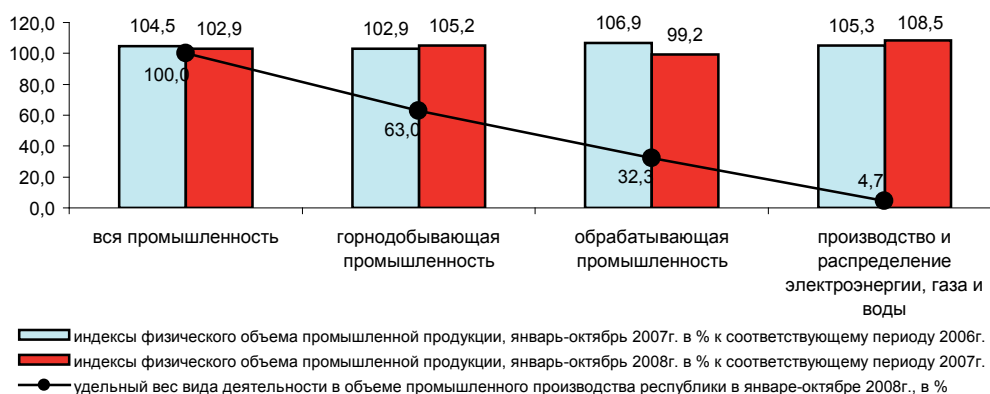 104,5 102,9 102,9 105,2 106,9 99,2 105,3 108,5
120,0
100,0
80,0
60,0
40,0
20,0
0,0
100,0
63,0
32,3
4,7
вся промышленность
горнодобывающая
промышленность
обрабатывающая
промышленность
производство и
распределение
электроэнергии, газа и
воды
индексы физического объема промышленной продукции, январь-октябрь 2007г. в % к соответствующему периоду 2006г.
индексы физического объема промышленной продукции, январь-октябрь 2008г. в % к соответствующему периоду 2007г.
удельный вес вида деятельности в объеме промышленного производства республики в январе-октябре 2008г., в %